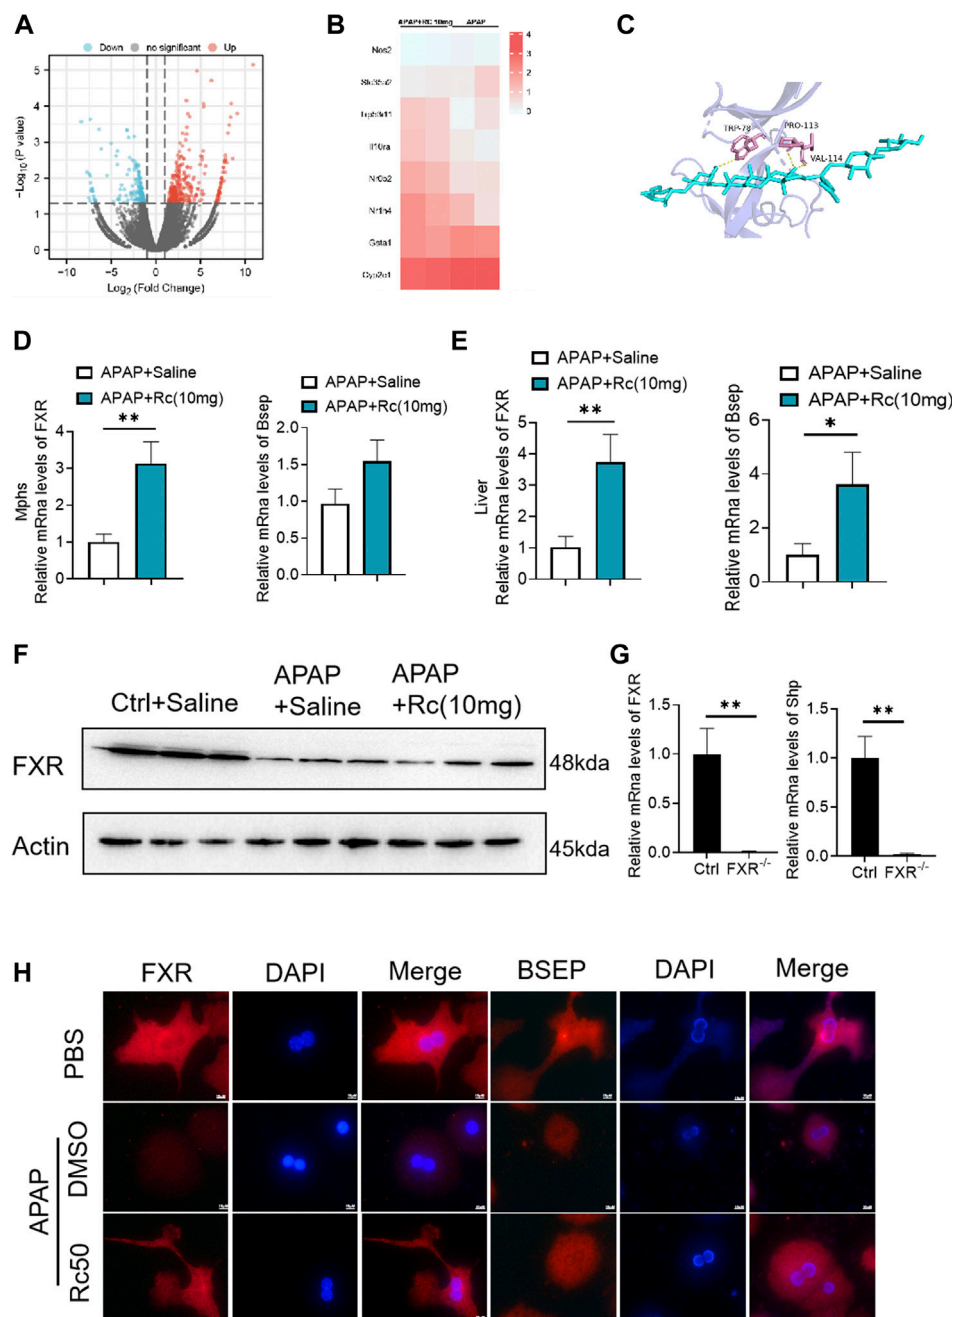 A
Down no significant Up
−Log10 (P value)
5
4
3
2
1
0
−10 −5 0 5 10
Log2 (Fold Change)
B
APAP+RC 10mg APAP
Nos2
Slc35a2
Trp53i11
Il10ra
Nr0b2
Nr1h4
Gsta1
Cyp2e1
4
3
2
1
0
C
TRP-78
PRO-113
VAL-114
D
APAP+Saline
APAP+Rc(10mg)
Mphs
Relative mRna levels of FXR
**
4
3
2
1
0
APAP+Saline
APAP+Rc(10mg)
Relative mRna levels of Bsep
2.0
1.5
1.0
0.5
0.0
E
APAP+Saline
APAP+Rc(10mg)
Liver
Relative mRna levels of FXR
**
5
4
3
2
1
0
APAP+Saline
APAP+Rc(10mg)
Relative mRna levels of Bsep
*
6
4
2
0
F
Ctrl+Saline
APAP
+Saline
APAP
+Rc(10mg)
FXR
48kda
Actin
45kda
G
Relative mRna levels of FXR
**
1.5
1.0
0.5
0.0
Ctrl FXR-/-
Relative mRna levels of Shp
**
1.5
1.0
0.5
0.0
Ctrl FXR-/-
H
FXR DAPI Merge BSEP DAPI Merge
PBS
APAP
DMSO
Rc50